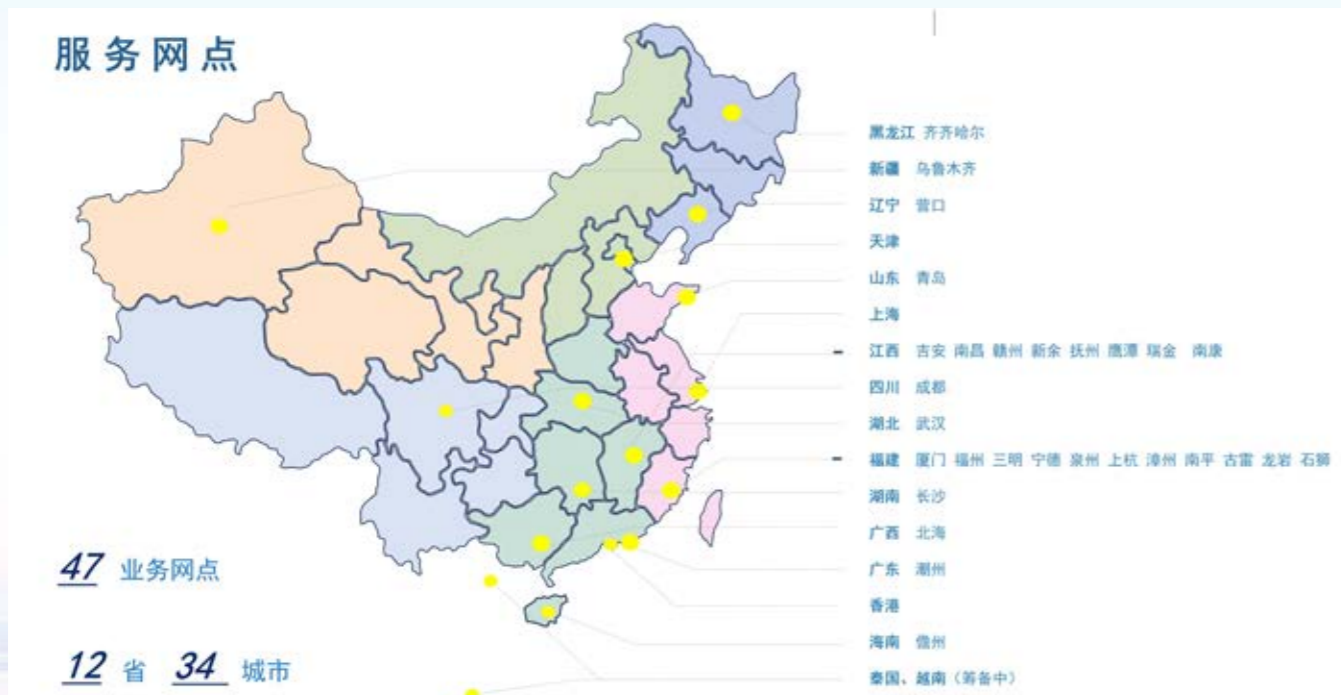 服务网点
黑龙江 齐齐哈尔
新疆 乌鲁木齐
辽宁 营口
天津
山东 青岛
上海
江西 吉安 南昌 赣州 新余 抚州 鹰潭 瑞金 南康
四川 成都
湖北 武汉
福建 厦门 福州 三明 宁德 泉州 上杭 漳州 南平 古雷 龙岩 石狮
湖南 长沙
广西 北海
广东 潮州
香港
海南 儋州
泰国、越南（筹备中）
47 业务网点
12 省 34 城市